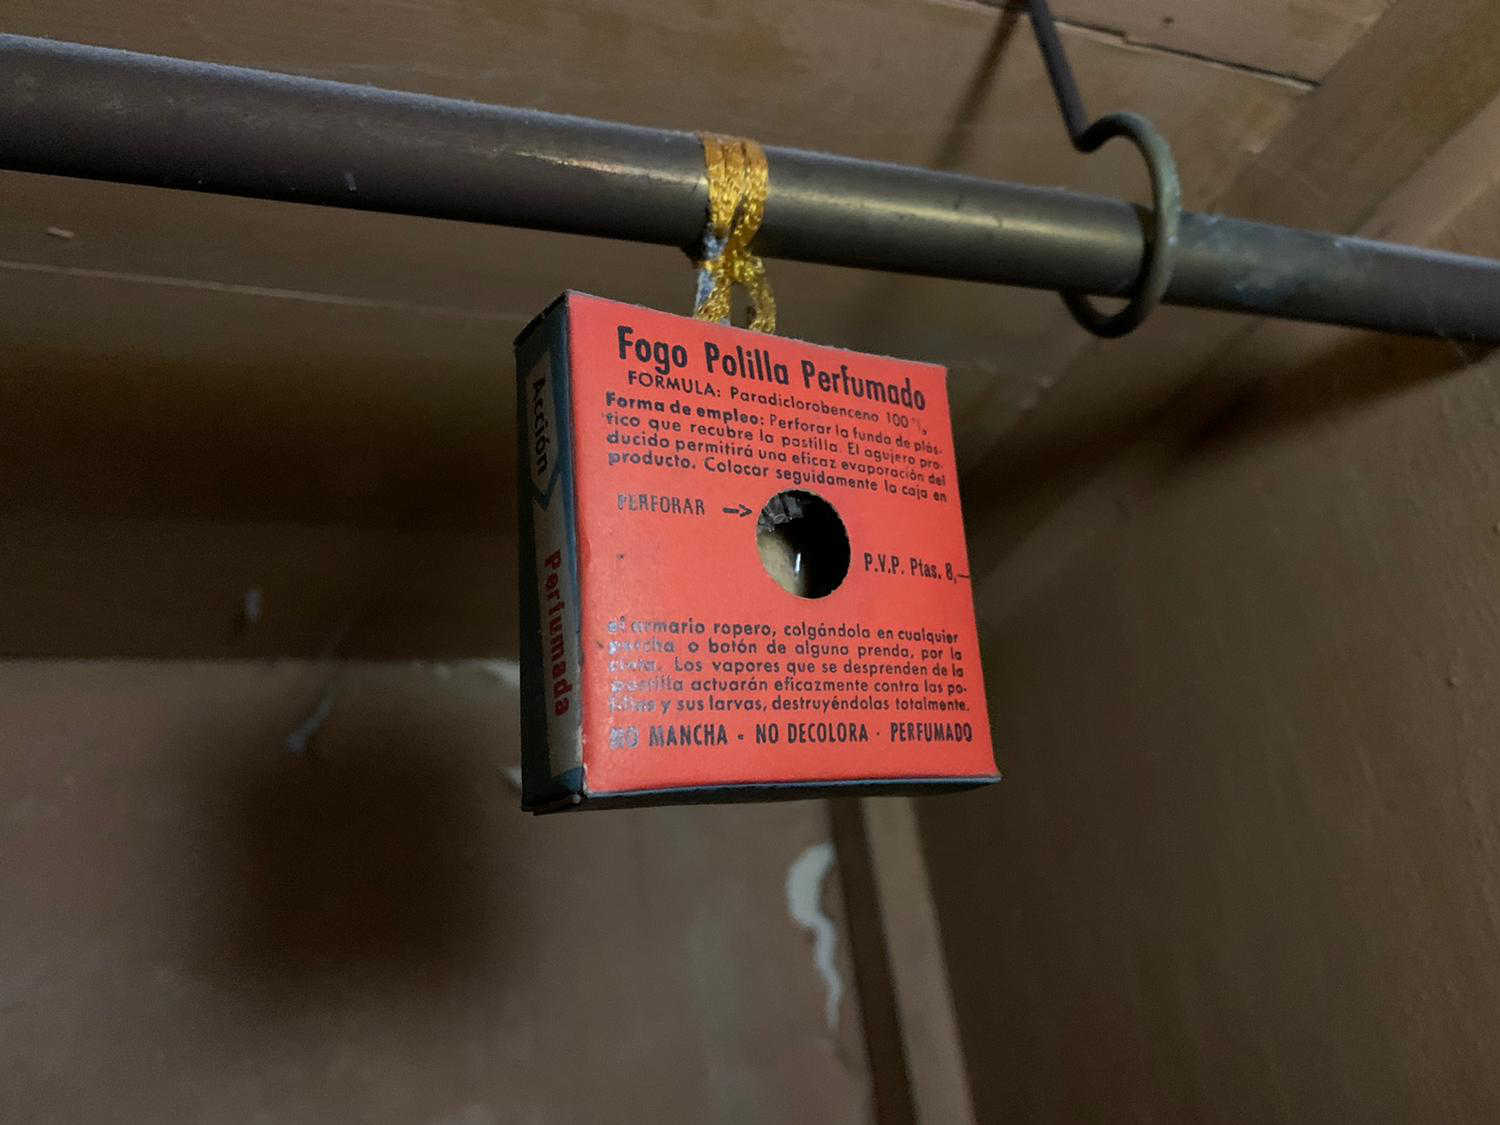 Fogo Polilla Perfumado
FORMULA: Paradiclorobenceno 100%
Forma de empleo: Perforar la funda de plás-
tico que recubre la pastilla. El agujero pro-
ducido permitirá una eficaz evaporación del
producto. Colocar seguidamente la caja en
PERFORAR →
P.V.P. Ptas. 8,—
el armario ropero, colgándola en cualquier
percha o botón de alguna prenda, por la
cinta. Los vapores que se desprenden de la
pastilla actuarán eficazmente contra las po-
lillas y sus larvas, destruyéndolas totalmente.
NO MANCHA - NO DECOLORA · PERFUMADO
Acción
Perfumada